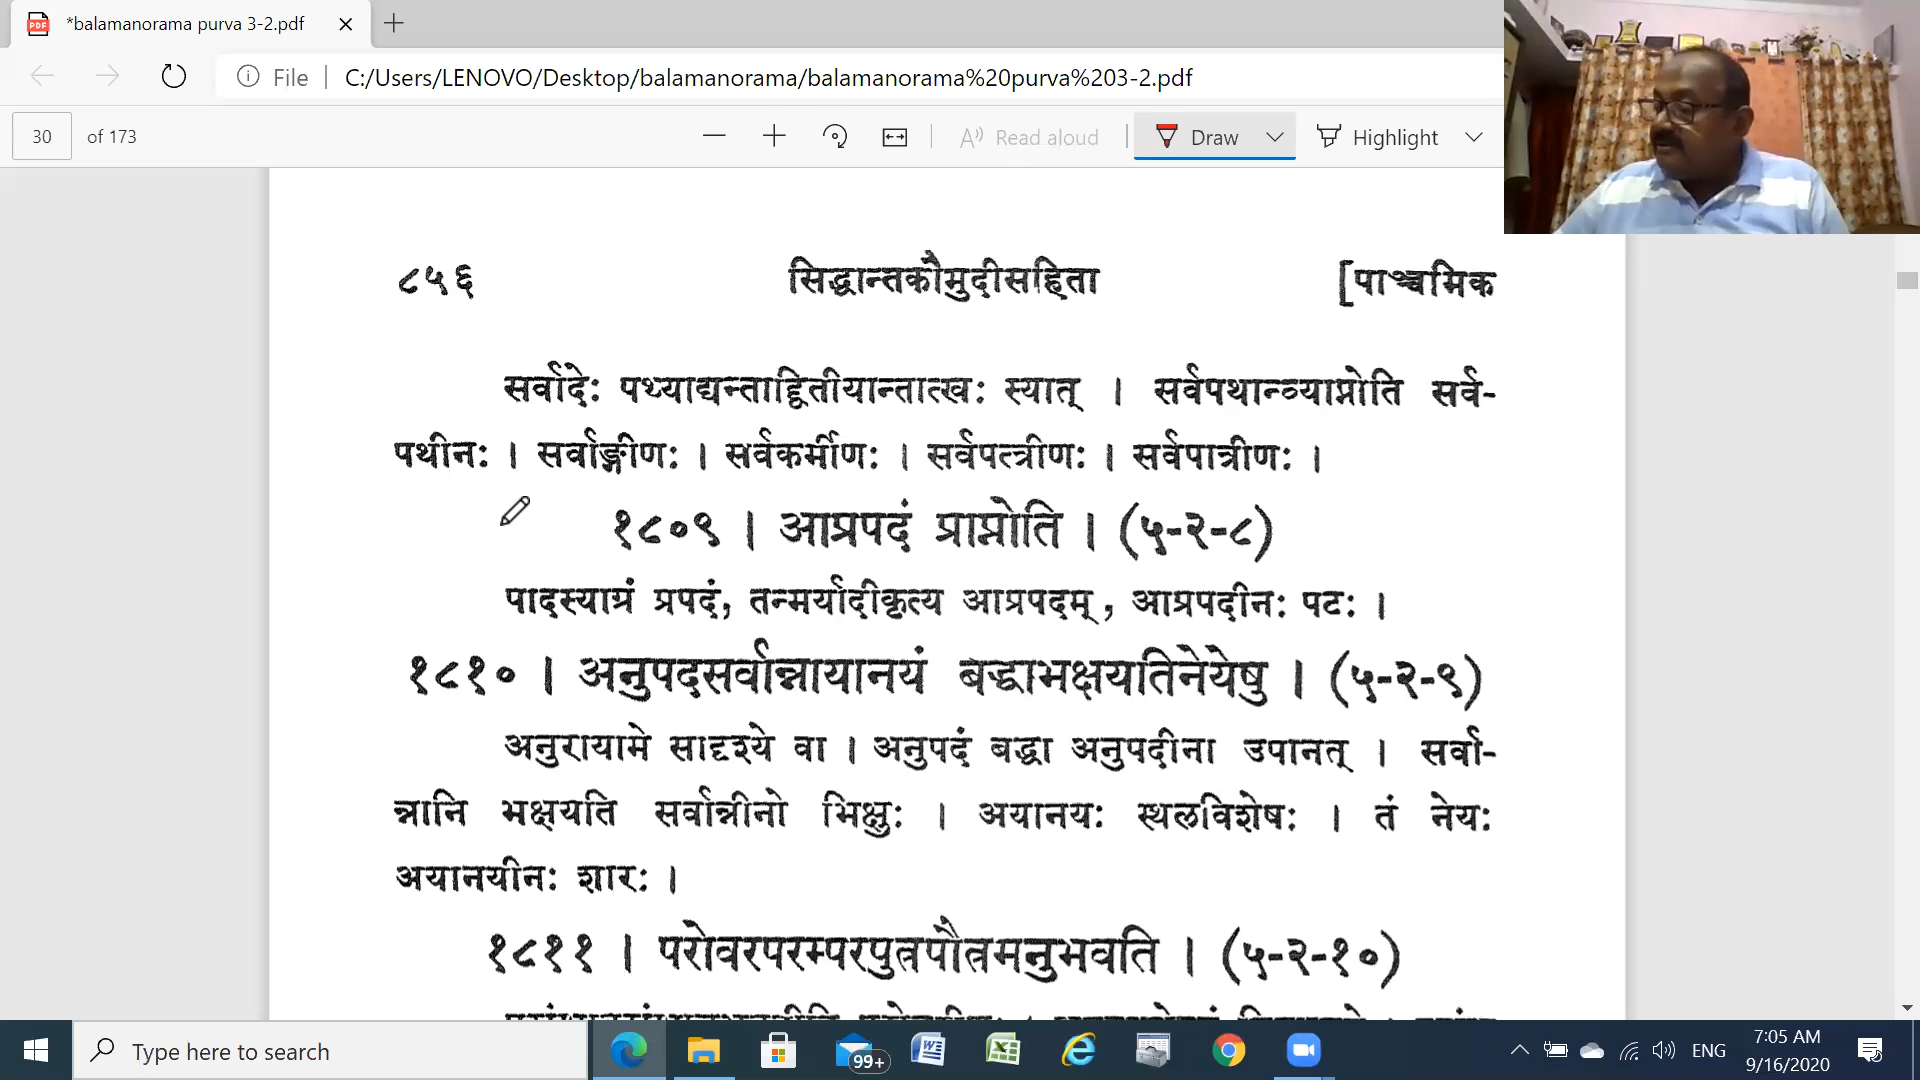 *balamanorama purva 3-2.pdf
File | C:/Users/LENOVO/Desktop/balamanorama/balamanorama%20purva%203-2.pdf
30 of 173 Read aloud Draw Highlight
८५६ सिद्धान्तकौमुदीसहिता [पाञ्चमिक
सर्वादेः पथ्याद्यन्ताद्द्वितीयान्तात्खः स्यात् । सर्वपथान्व्याप्नोति सर्व-
पथीनः । सर्वाङ्गीणः । सर्वकर्मीणः । सर्वपत्त्रीणः । सर्वपात्रीणः ।
१८०९ । आप्रपदं प्राप्नोति । (५-२-८)
पादस्याग्रं प्रपदं, तन्मर्यादीकृत्य आप्रपदम्, आप्रपदीनः पटः ।
१८१० । अनुपदसर्वान्नायानयं बद्धाभक्षयतिनेयेषु । (५-२-९)
अनुरायामे सादृश्ये वा । अनुपदं बद्धा अनुपदीना उपानत् । सर्वा-
न्नानि भक्षयति सर्वान्नीनो भिक्षुः । अयानयः स्थलविशेषः । तं नेयः
अयानयीनः शारः ।
१८११ । परोवरपरम्परपुत्रपौत्रमनुभवति । (५-२-१०)
Type here to search
99+
ENG
7:05 AM
9/16/2020